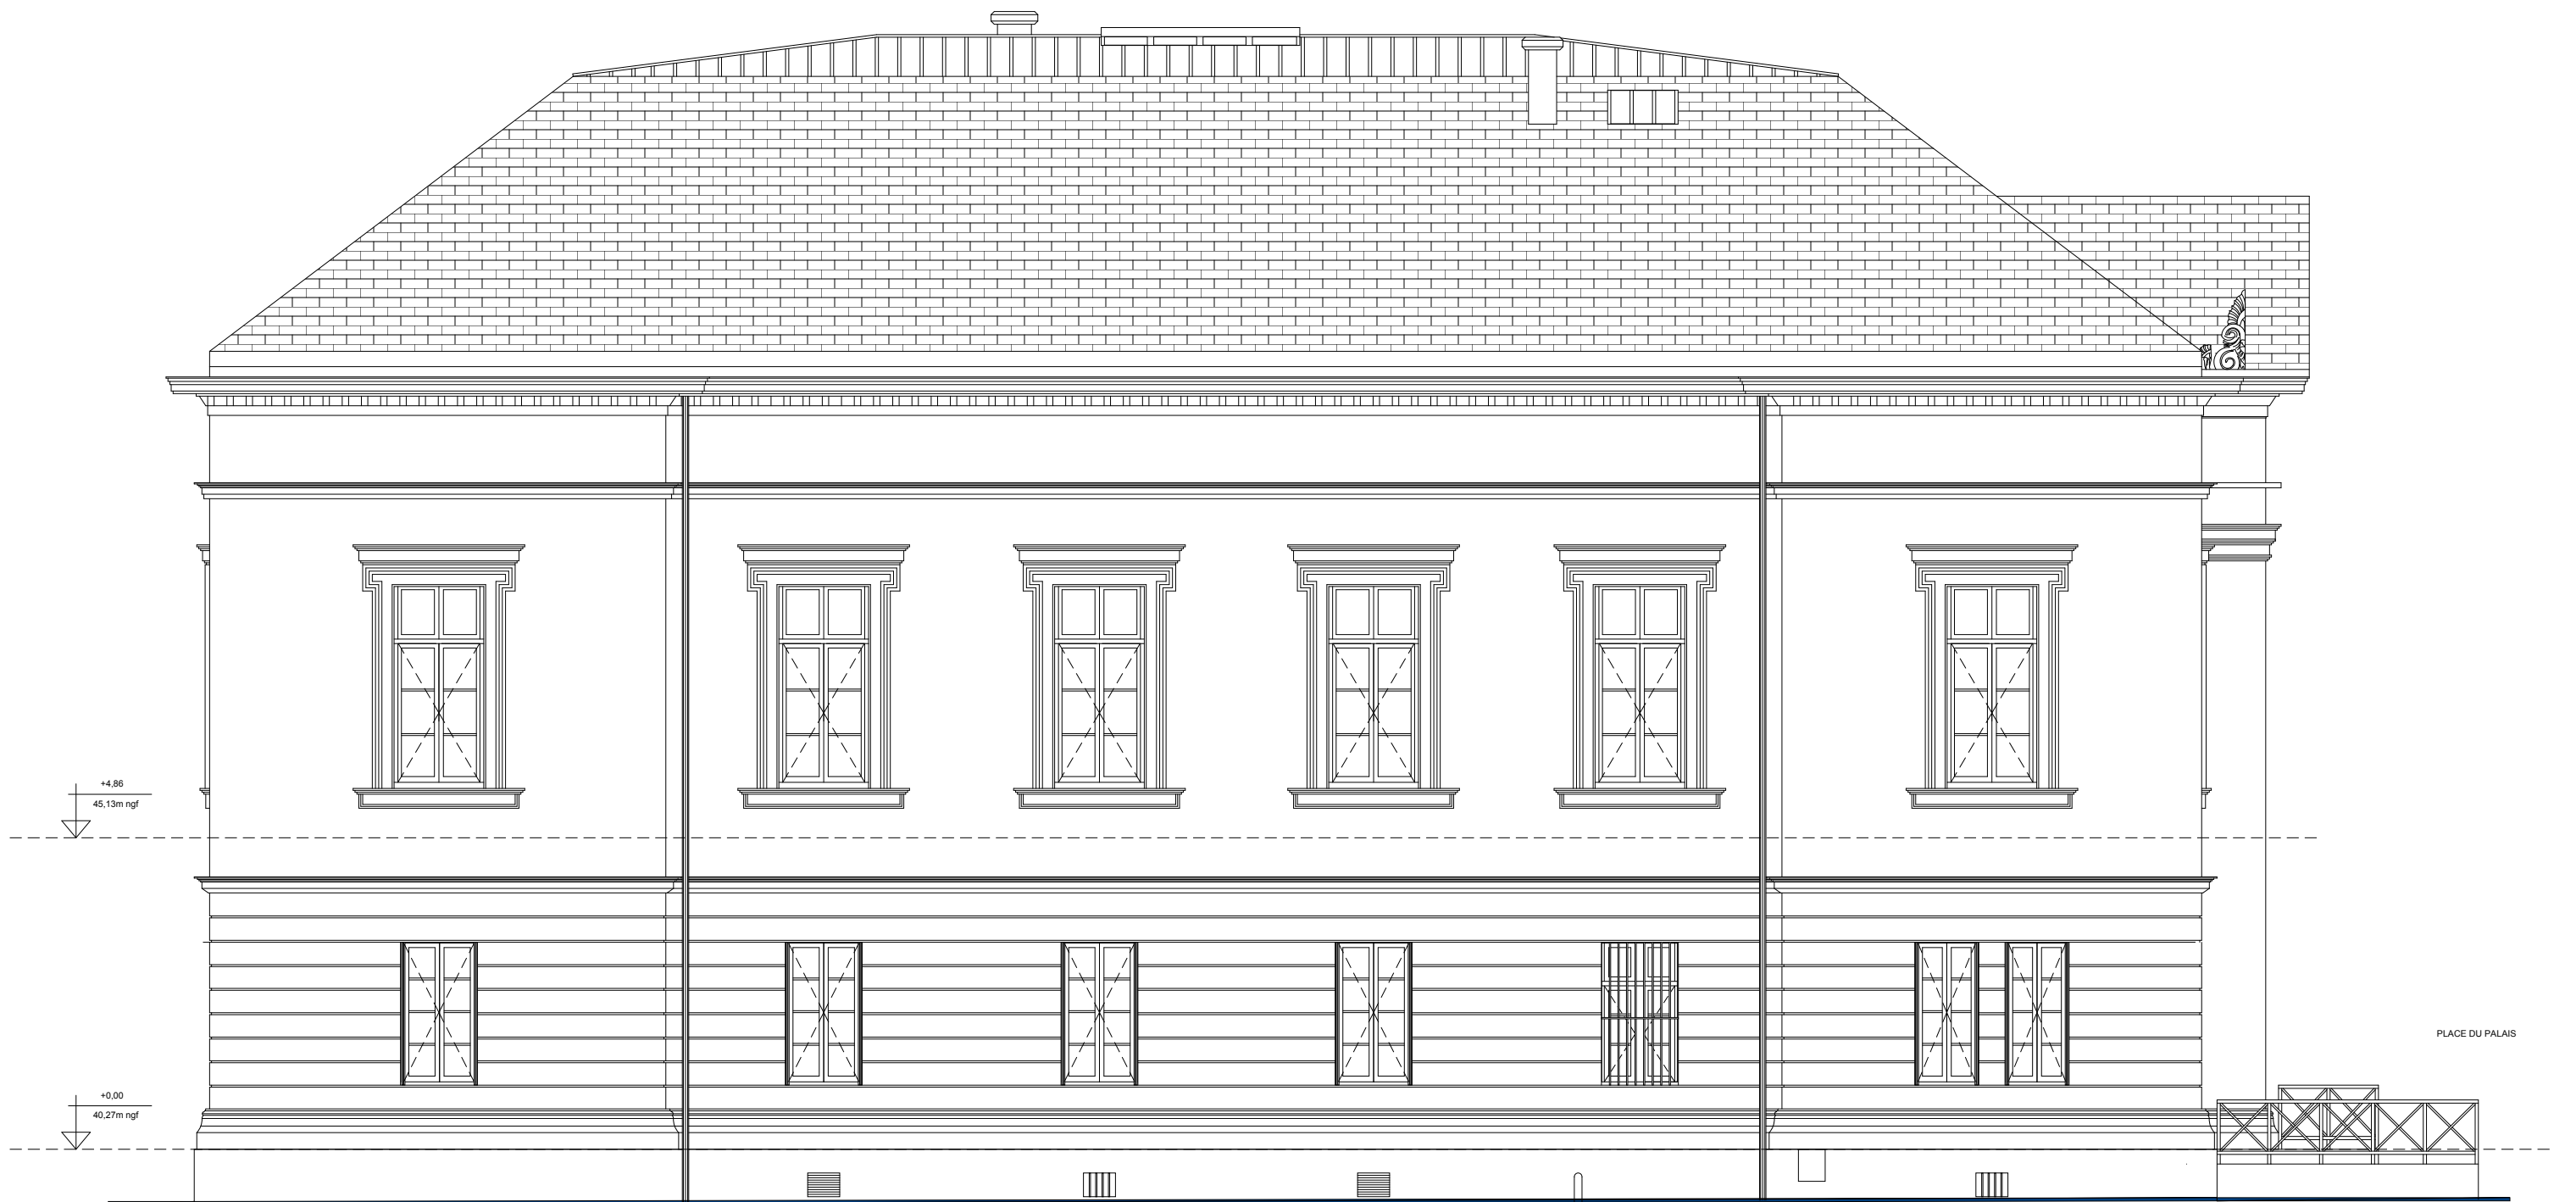 +4,86
45,13m ngf
PLACE DU PALAIS
+0,00
40,27m ngf